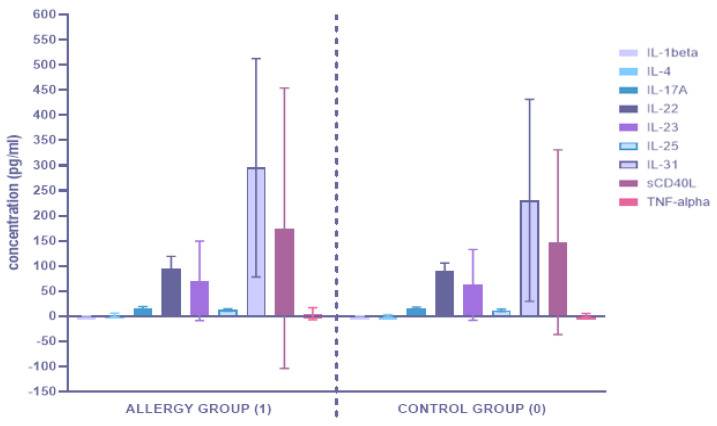 concentration (pg/ml)
600
550
500
450
400
350
300
250
200
150
100
50
0
-50
-100
-150
ALLERGY GROUP (1)
CONTROL GROUP (0)
IL-1beta
IL-4
IL-17A
IL-22
IL-23
IL-25
IL-31
sCD40L
TNF-alpha